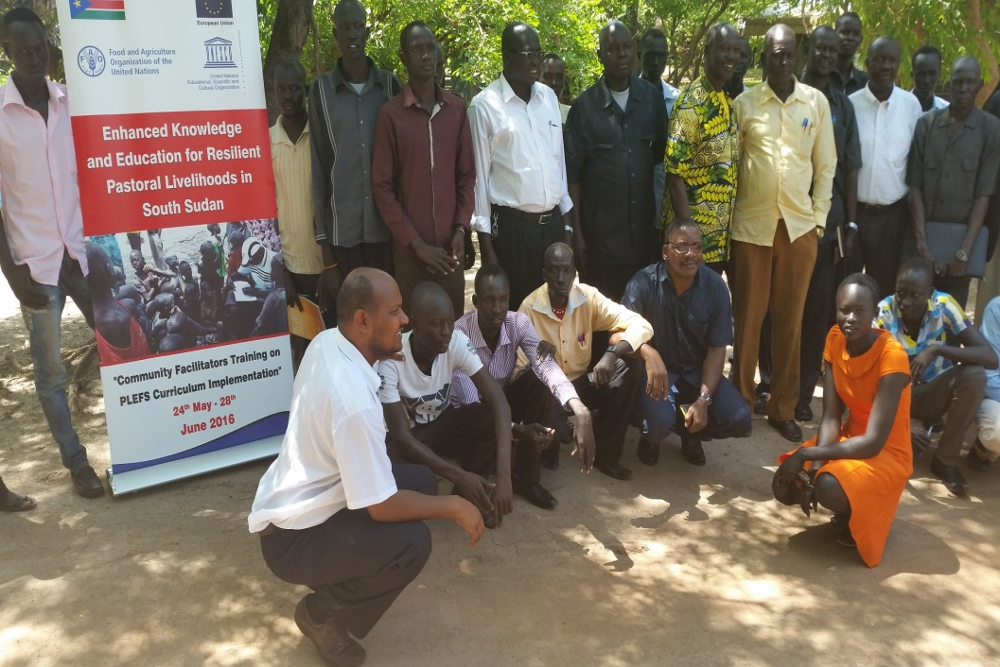 European Union
Food and Agriculture
Organization of the
United Nations
United Nations
Educational, Scientific and
Cultural Organization
Enhanced Knowledge
and Education for Resilient
Pastoral Livelihoods in
South Sudan
"Community Facilitators Training on
PLEFS Curriculum Implementation"
24th May - 28th
June 2016